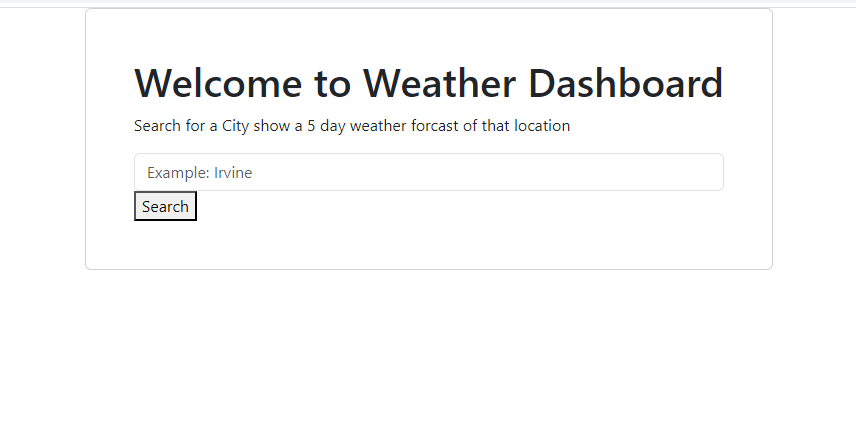 Welcome to Weather Dashboard
Search for a City show a 5 day weather forcast of that location
Example: Irvine
Search